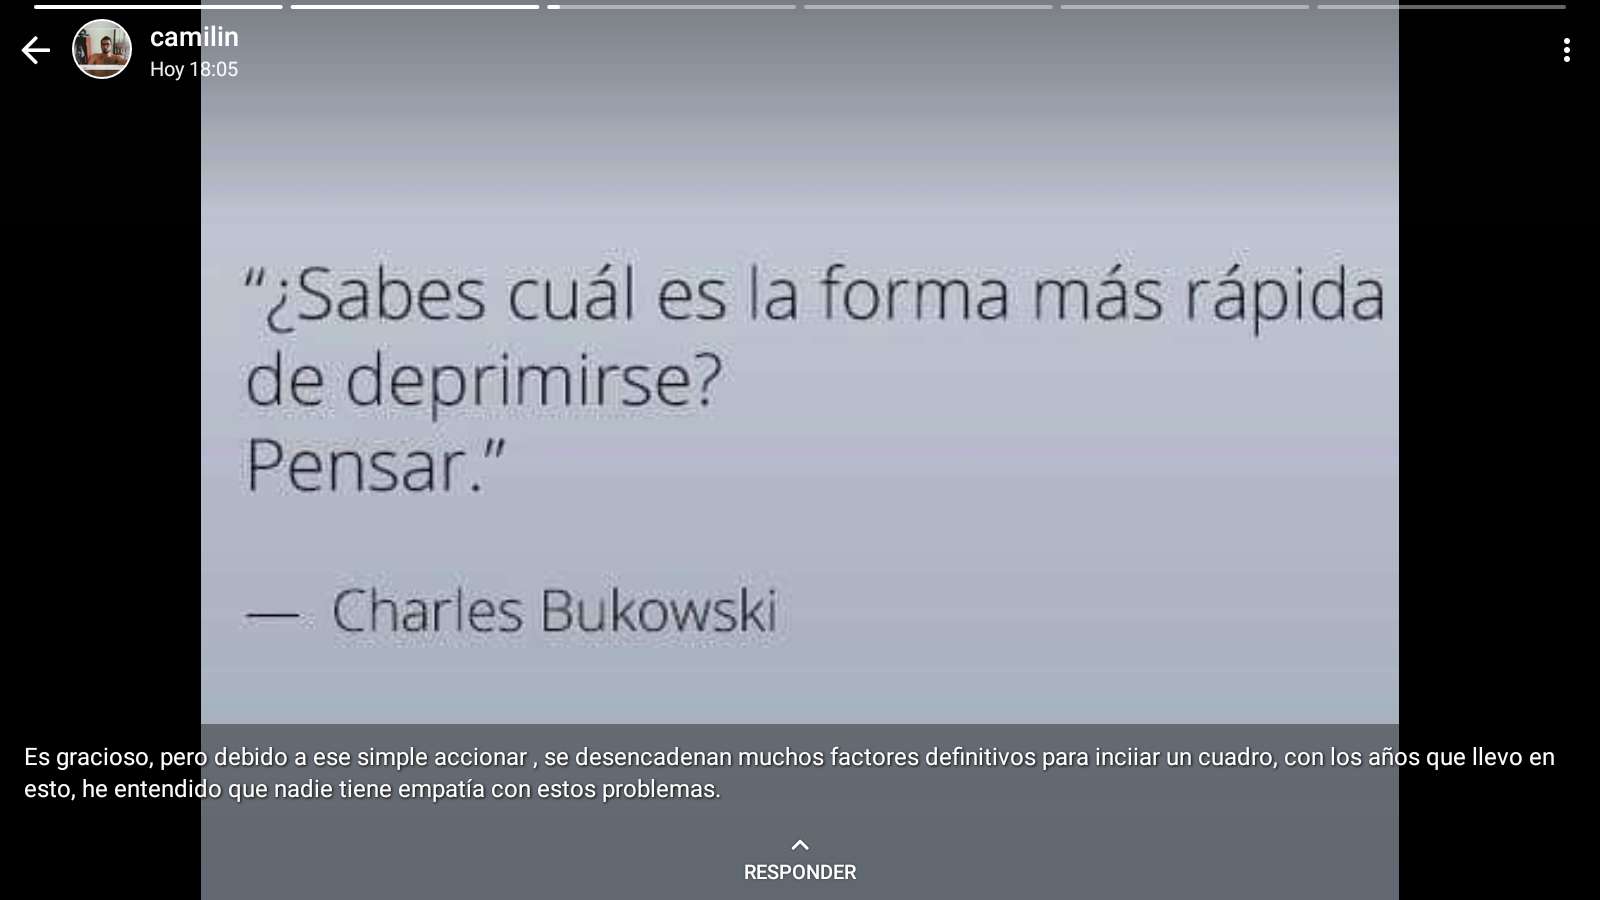 camilin
Hoy 18:05
“¿Sabes cuál es la forma más rápida
de deprimirse?
Pensar.”
— Charles Bukowski
Es gracioso, pero debido a ese simple accionar , se desencadenan muchos factores definitivos para inciiar un cuadro, con los años que llevo en
esto, he entendido que nadie tiene empatía con estos problemas.
RESPONDER